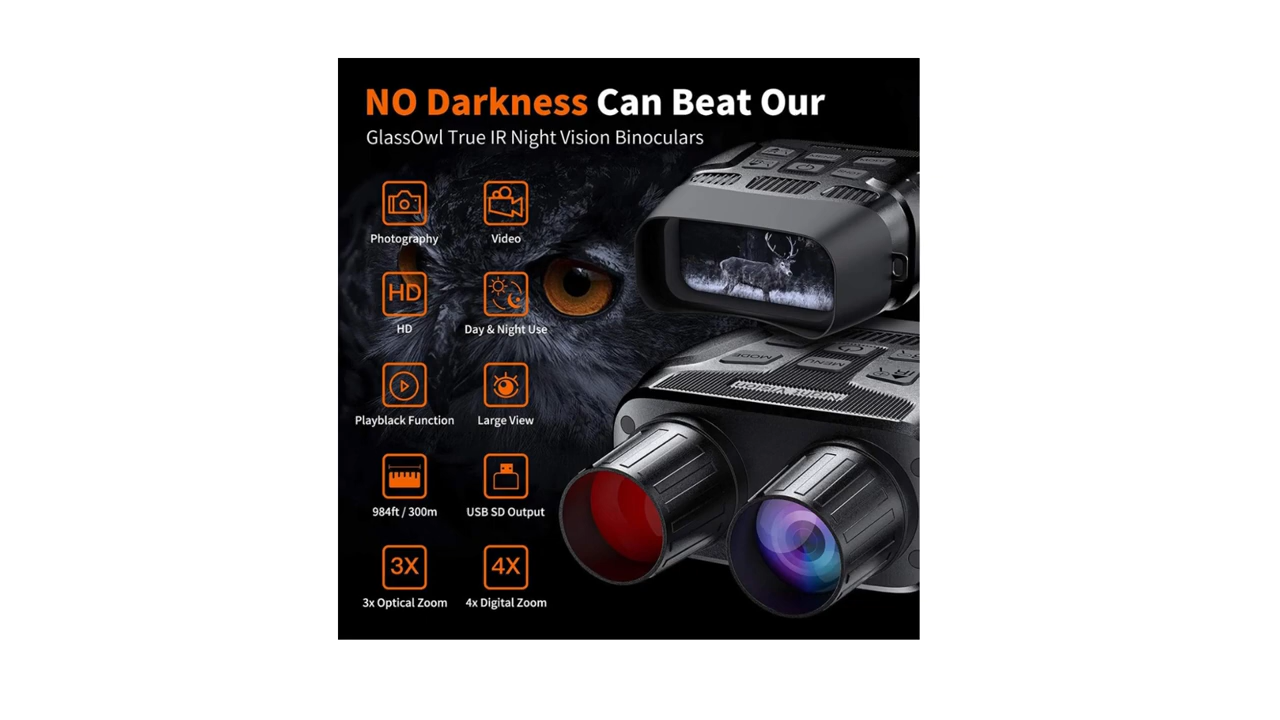 NO Darkness Can Beat Our
GlassOwl True IR Night Vision Binoculars
Photography
Video
HD
HD
Day & Night Use
Playblack Function
Large View
984ft / 300m
USB SD Output
3X
4X
3x Optical Zoom
4x Digital Zoom
MODE
MENU
IR